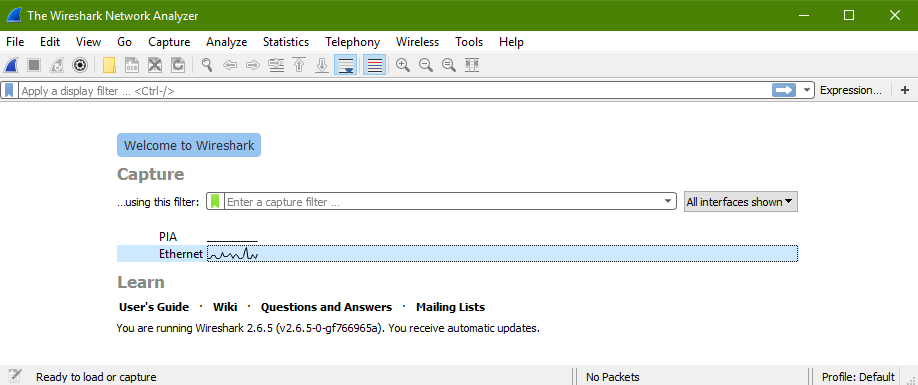 The Wireshark Network Analyzer
File Edit View Go Capture Analyze Statistics Telephony Wireless Tools Help
Apply a display filter ... <Ctrl-/> Expression... +
Welcome to Wireshark
Capture
...using this filter: Enter a capture filter ... All interfaces shown
PIA
Ethernet
Learn
User's Guide · Wiki · Questions and Answers · Mailing Lists
You are running Wireshark 2.6.5 (v2.6.5-0-gf766965a). You receive automatic updates.
Ready to load or capture No Packets Profile: Default